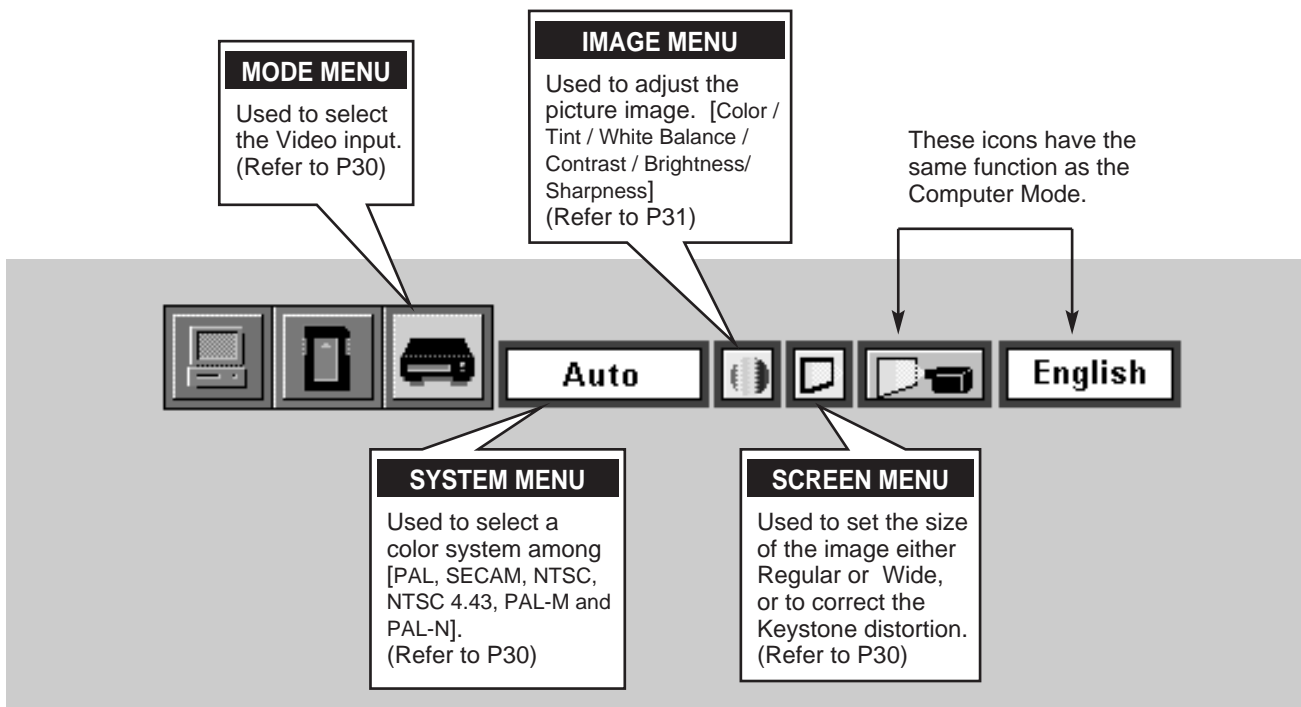 MODE MENU
Used to select
the Video input.
(Refer to P30)
IMAGE MENU
Used to adjust the
picture image.  [Color /
Tint / White Balance /
Contrast / Brightness/
Sharpness]
(Refer to P31)
These icons have the
same function as the
Computer Mode.
Auto
English
SYSTEM MENU
Used to select a
color system among
[PAL, SECAM, NTSC,
NTSC 4.43, PAL-M and
PAL-N].
(Refer to P30)
SCREEN MENU
Used to set the size
of the image either
Regular or  Wide,
or to correct the
Keystone distortion.
(Refer to P30)